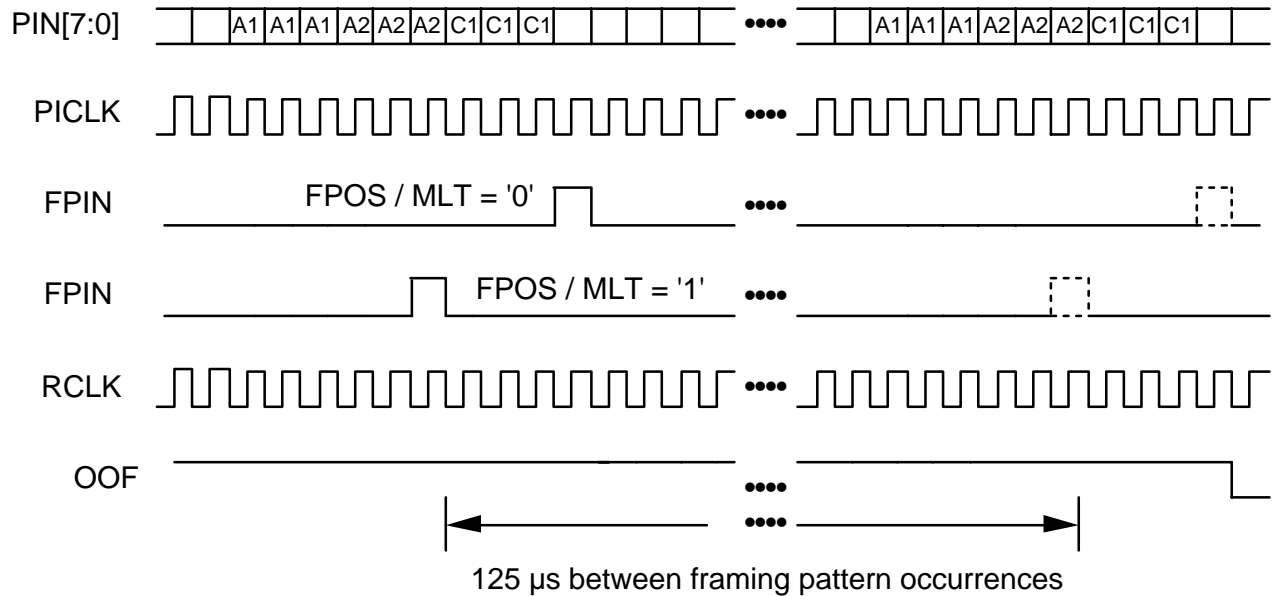 PIN[7:0] A1 A1 A1 A2 A2 A2 C1 C1 C1 •••• A1 A1 A1 A2 A2 A2 C1 C1 C1
PICLK ••••
FPIN FPOS / MLT = '0' ••••
FPIN FPOS / MLT = '1' ••••
RCLK ••••
OOF ••••
••••
125 µs between framing pattern occurrences